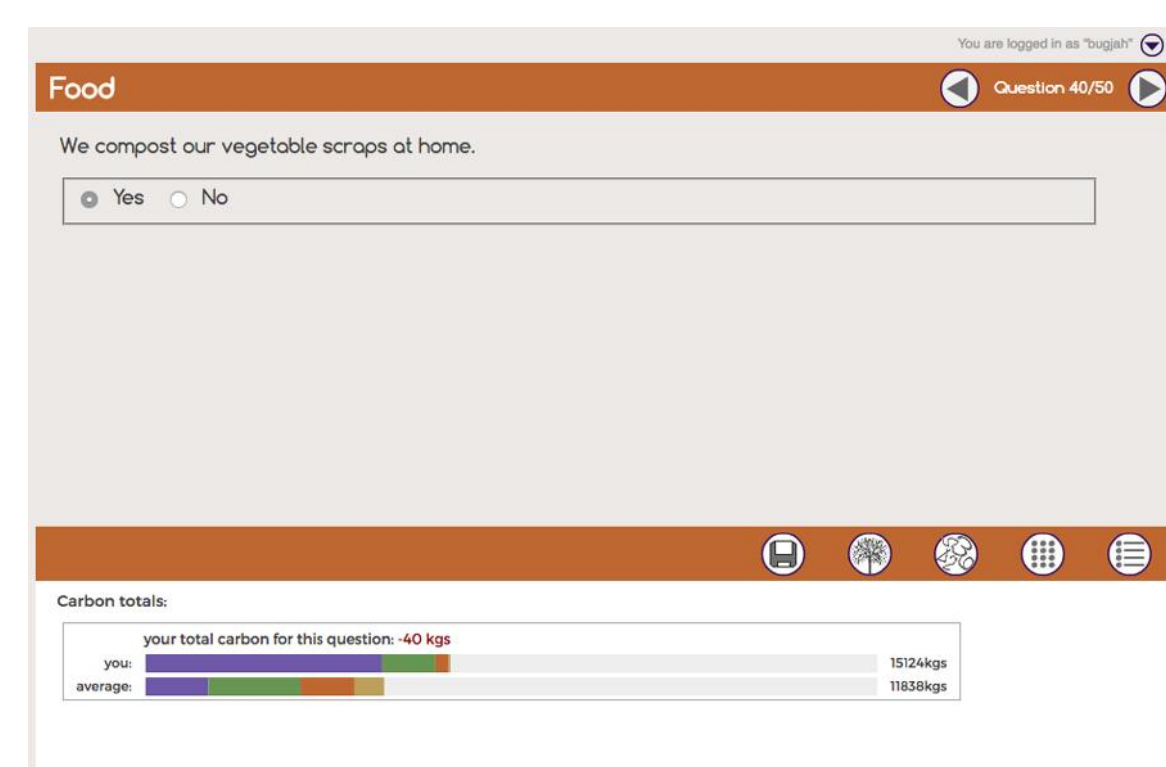 You are logged in as "bugjah"
Food
Question 40/50
We compost our vegetable scraps at home.
Yes No
Carbon totals:
your total carbon for this question: -40 kgs
you: 15124kgs
average: 11838kgs